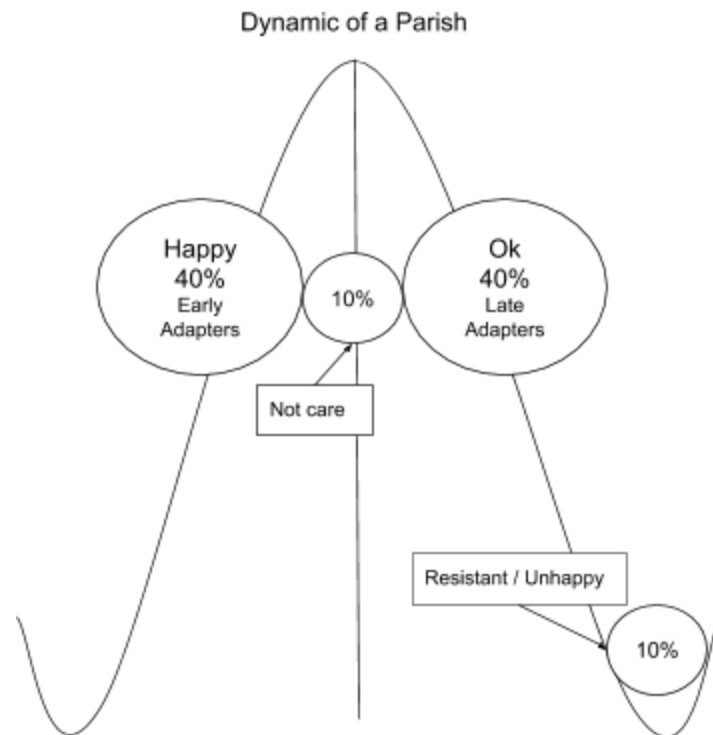 Dynamic of a Parish
Happy
40%
Early
Adapters
10%
Ok
40%
Late
Adapters
Not care
Resistant / Unhappy
10%